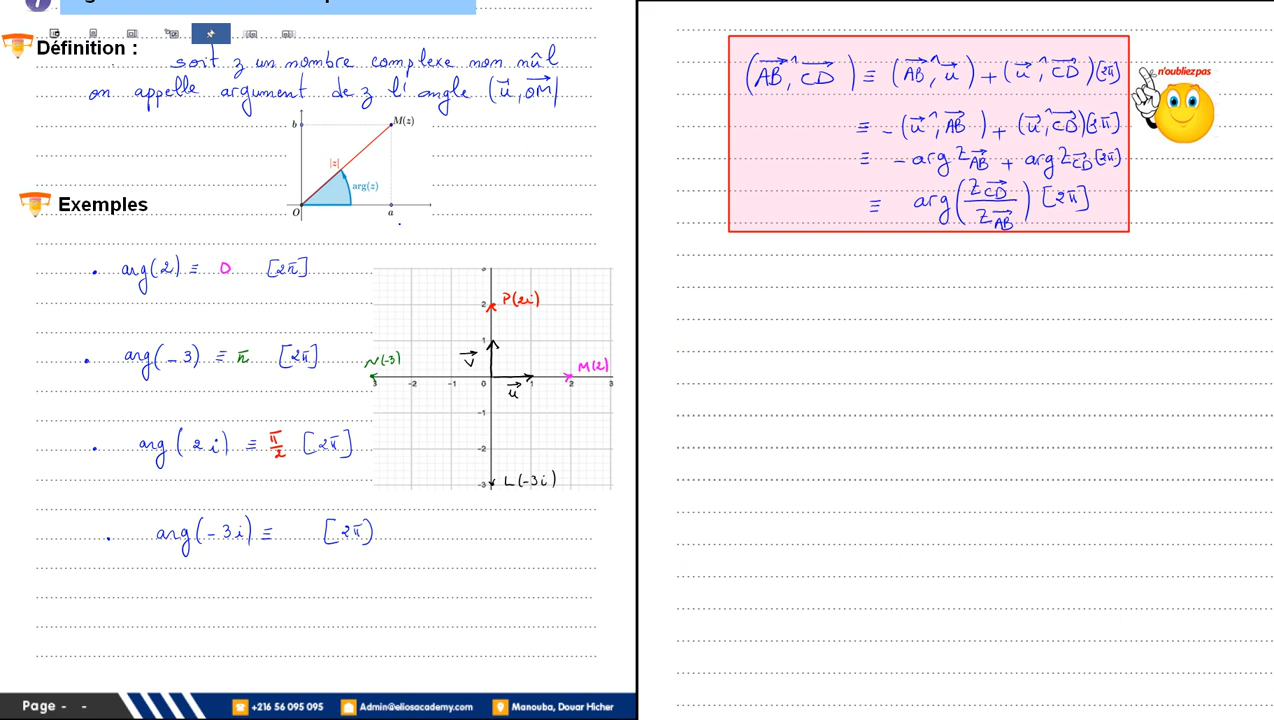 Définition :
soit z un nombre complexe non nûl
on appelle argument de z l'angle (u⃗, OM⃗)
b
M(z)
|z|
arg(z)
O
a
Exemples
• arg(2) ≡ 0 [2π]
• arg(-3) ≡ π [2π]
• arg(2i) ≡ π/2 [2π]
• arg(-3i) ≡ [2π)
3
2
P(2i)
1
v⃗
N(-3)
M(2)
3 -2 -1 0 1 2 3
u⃗
-1
-2
-3
L(-3i)
Page - -
+216 56 095 095
Admin@eliosacademy.com
Manouba, Douar Hicher
(AB⃗ ^, CD⃗) ≡ (AB⃗ ^, u⃗) + (u⃗ ^, CD⃗) [2π]
≡ -(u⃗ ^, AB⃗) + (u⃗ ^, CD⃗) [2π]
≡ - arg Z_AB⃗ + arg Z_CD⃗ [2π]
≡ arg(Z_CD⃗ / Z_AB⃗) [2π]
n'oubliez pas